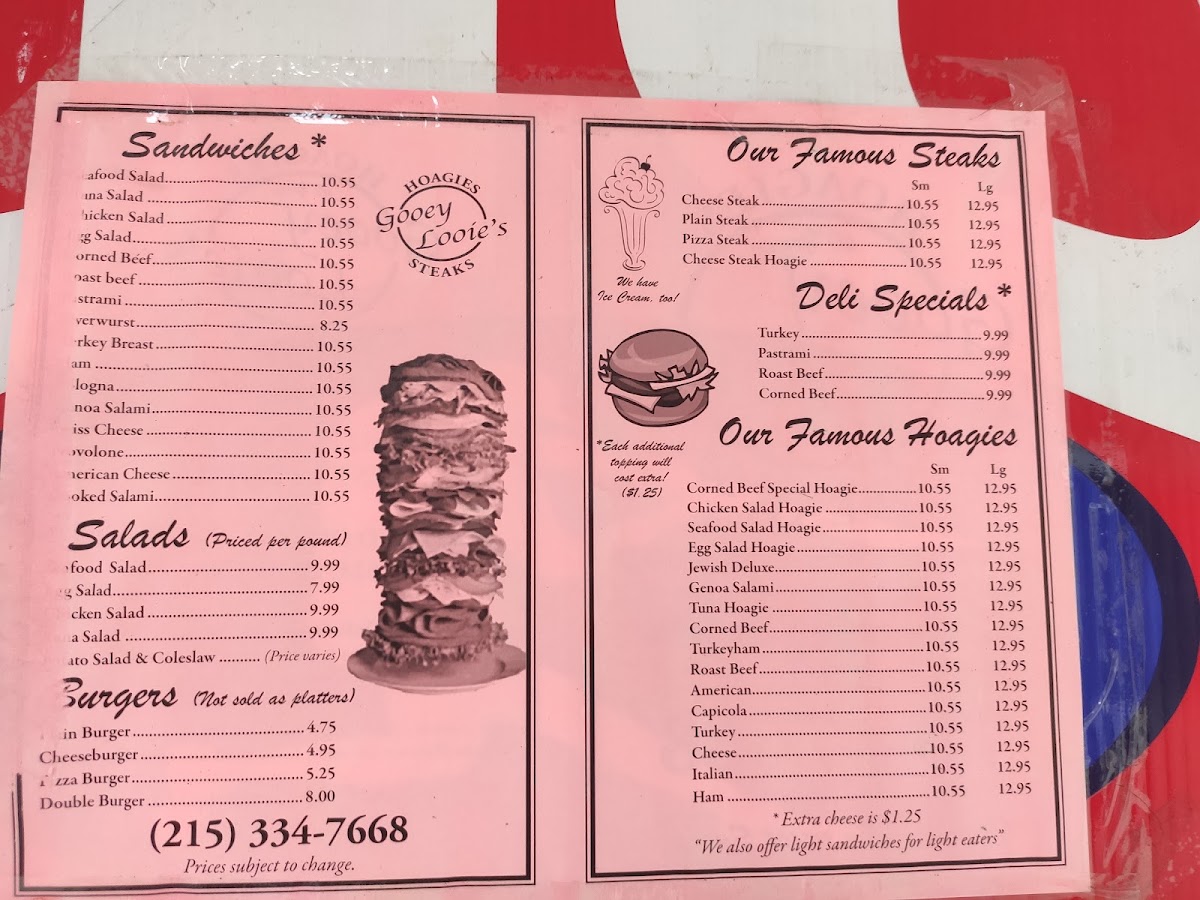 Sandwiches *
afood Salad 10.55
una Salad 10.55
hicken Salad 10.55
gg Salad 10.55
orned Beef 10.55
oast beef 10.55
strami 10.55
verwurst 8.25
rkey Breast 10.55
am 10.55
logna 10.55
noa Salami 10.55
iss Cheese 10.55
ovolone 10.55
nerican Cheese 10.55
oked Salami 10.55
Salads (Priced per pound)
food Salad 9.99
g Salad 7.99
cken Salad 9.99
na Salad 9.99
ato Salad & Coleslaw (Price varies)
Burgers (Not sold as platters)
in Burger 4.75
Cheeseburger 4.95
zza Burger 5.25
Double Burger 8.00
(215) 334-7668
Prices subject to change.
HOAGIES
Gooey
Looie's
STEAKS
Our Famous Steaks
Sm Lg
Cheese Steak 10.55 12.95
Plain Steak 10.55 12.95
Pizza Steak 10.55 12.95
Cheese Steak Hoagie 10.55 12.95
We have
Ice Cream, too!
Deli Specials *
Turkey 9.99
Pastrami 9.99
Roast Beef 9.99
Corned Beef 9.99
*Each additional
topping will
cost extra!
($1.25)
Our Famous Hoagies
Sm Lg
Corned Beef Special Hoagie 10.55 12.95
Chicken Salad Hoagie 10.55 12.95
Seafood Salad Hoagie 10.55 12.95
Egg Salad Hoagie 10.55 12.95
Jewish Deluxe 10.55 12.95
Genoa Salami 10.55 12.95
Tuna Hoagie 10.55 12.95
Corned Beef 10.55 12.95
Turkeyham 10.55 12.95
Roast Beef 10.55 12.95
American 10.55 12.95
Capicola 10.55 12.95
Turkey 10.55 12.95
Cheese 10.55 12.95
Italian 10.55 12.95
Ham 10.55 12.95
* Extra cheese is $1.25
"We also offer light sandwiches for light eaters"